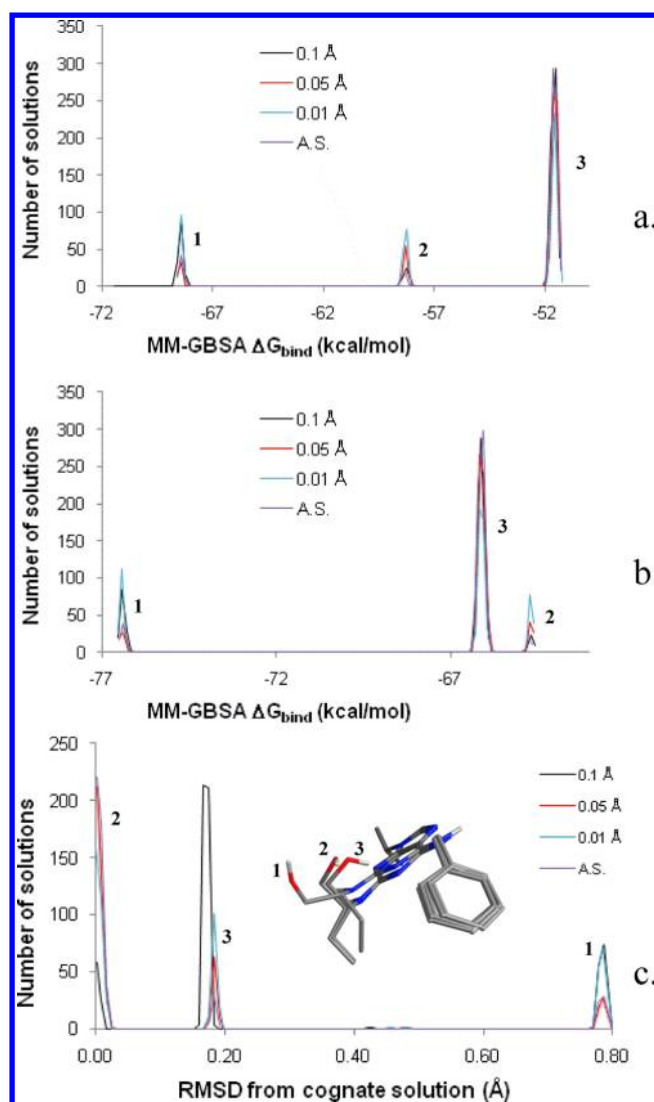 350
300
250
200
150
100
50
0
Number of solutions
0.1 Å
0.05 Å
0.01 Å
A.S.
1
2
3
a.
-72
-67
-62
-57
-52
MM-GBSA ΔGbind (kcal/mol)
350
300
250
200
150
100
50
0
Number of solutions
0.1 Å
0.05 Å
0.01 Å
A.S.
1
3
2
b
-77
-72
-67
MM-GBSA ΔGbind (kcal/mol)
250
200
150
100
50
0
Number of solutions
0.1 Å
0.05 Å
0.01 Å
A.S.
2
3
1
2
3
1
c.
0.00
0.20
0.40
0.60
0.80
RMSD from cognate solution (Å)